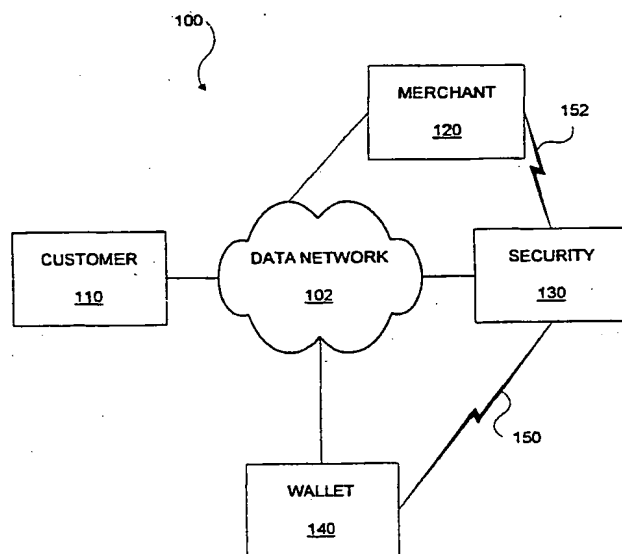 100
MERCHANT
120
152
CUSTOMER
110
DATA NETWORK
102
SECURITY
130
150
WALLET
140